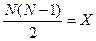 N(N-1)/2 = X